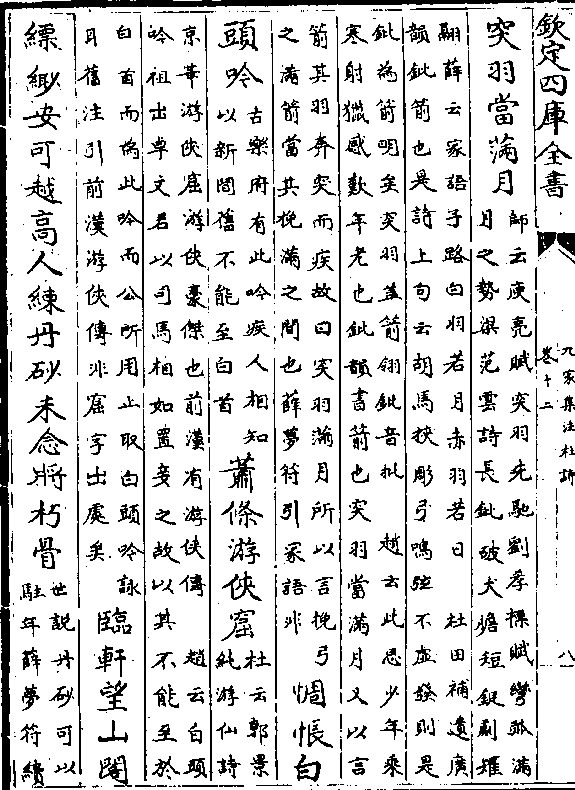 欽定四庫全書
九家集注杜詩
卷十二
八
突羽當滿月
師云庾亮賦突羽先馳劉孝標賦彎弧滿
月之勢梁范雲詩長鈚破犬膽短鋋剸
翮薛云家語子路白羽若月赤羽若日　杜田補遺廣
韻鈚箭也是詩上句云胡馬挾彫弓鳴弦不虛發則是
鈚為箭明矣突羽蓋箭翎鈚音批　趙云此思少年來
寒射獵感歎年老也鈚韻書箭也突羽當滿月又以言
箭其羽奔突而疾故曰突羽滿月所以言挽弓
之滿箭當其挽滿之間也薛夢符引家語非
惆悵白
頭吟
古樂府有此吟疾人相知
以新間舊不能至白首
蕭條游俠窟
杜云郭景
純游仙詩
京華游俠窟游俠豪傑也前漢有游俠傳　趙云白頭
吟祖出卓文君以司馬相如置妾之故以其不能至於
白首而為此吟而公所用止取白頭吟詠
耳舊注引前漢游俠傳非窟字出處矣
臨軒望山閣
縹緲安可越高人練丹砂未念將朽骨
世說丹砂可以
駐年薛夢符續